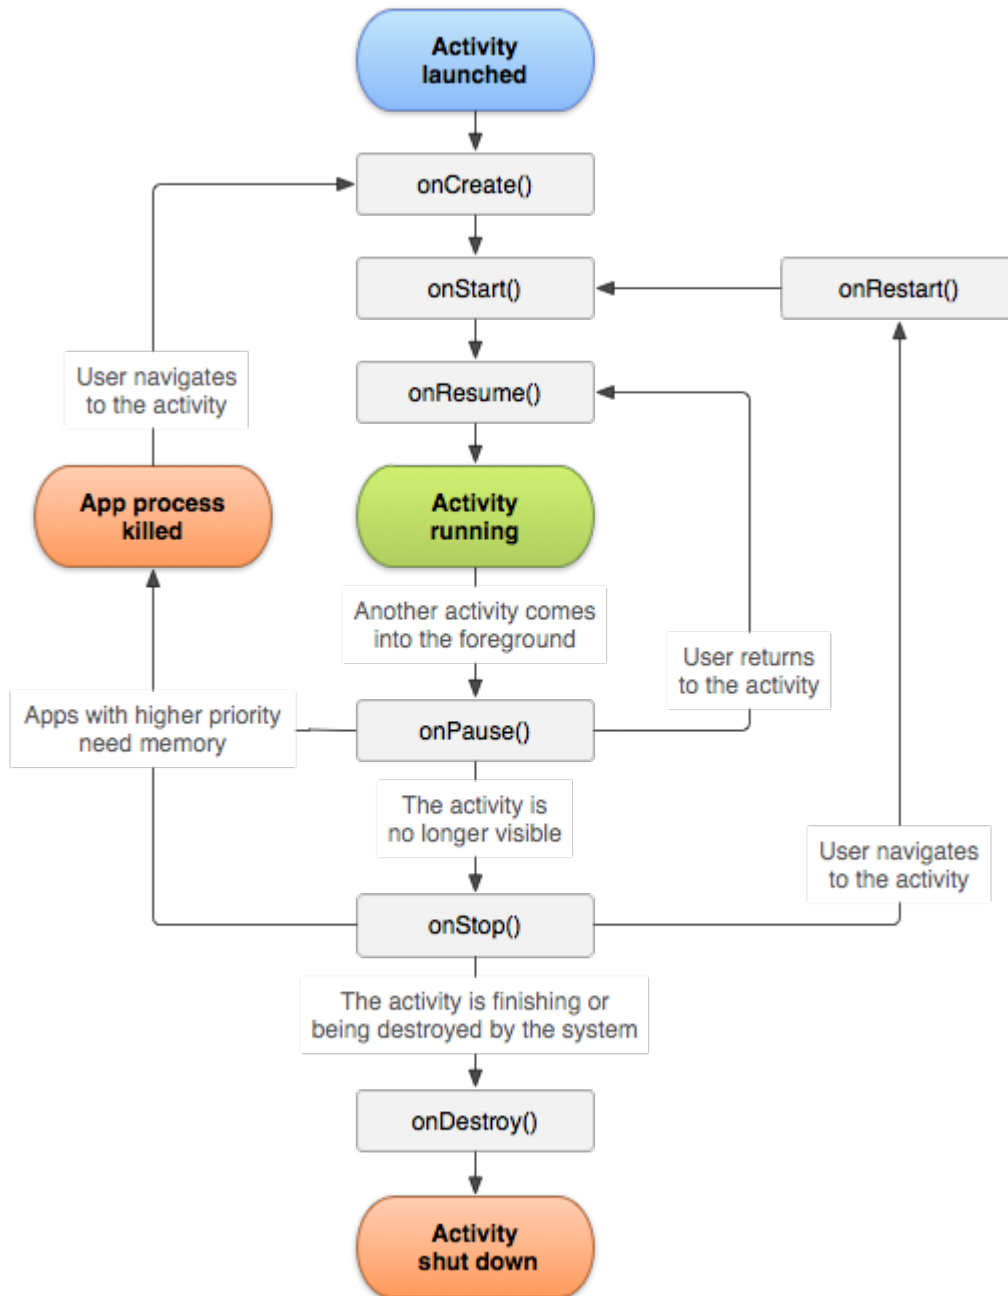 Activity
launched
onCreate()
onStart()
onRestart()
onResume()
User navigates
to the activity
App process
killed
Activity
running
Another activity comes
into the foreground
User returns
to the activity
Apps with higher priority
need memory
onPause()
The activity is
no longer visible
User navigates
to the activity
onStop()
The activity is finishing or
being destroyed by the system
onDestroy()
Activity
shut down